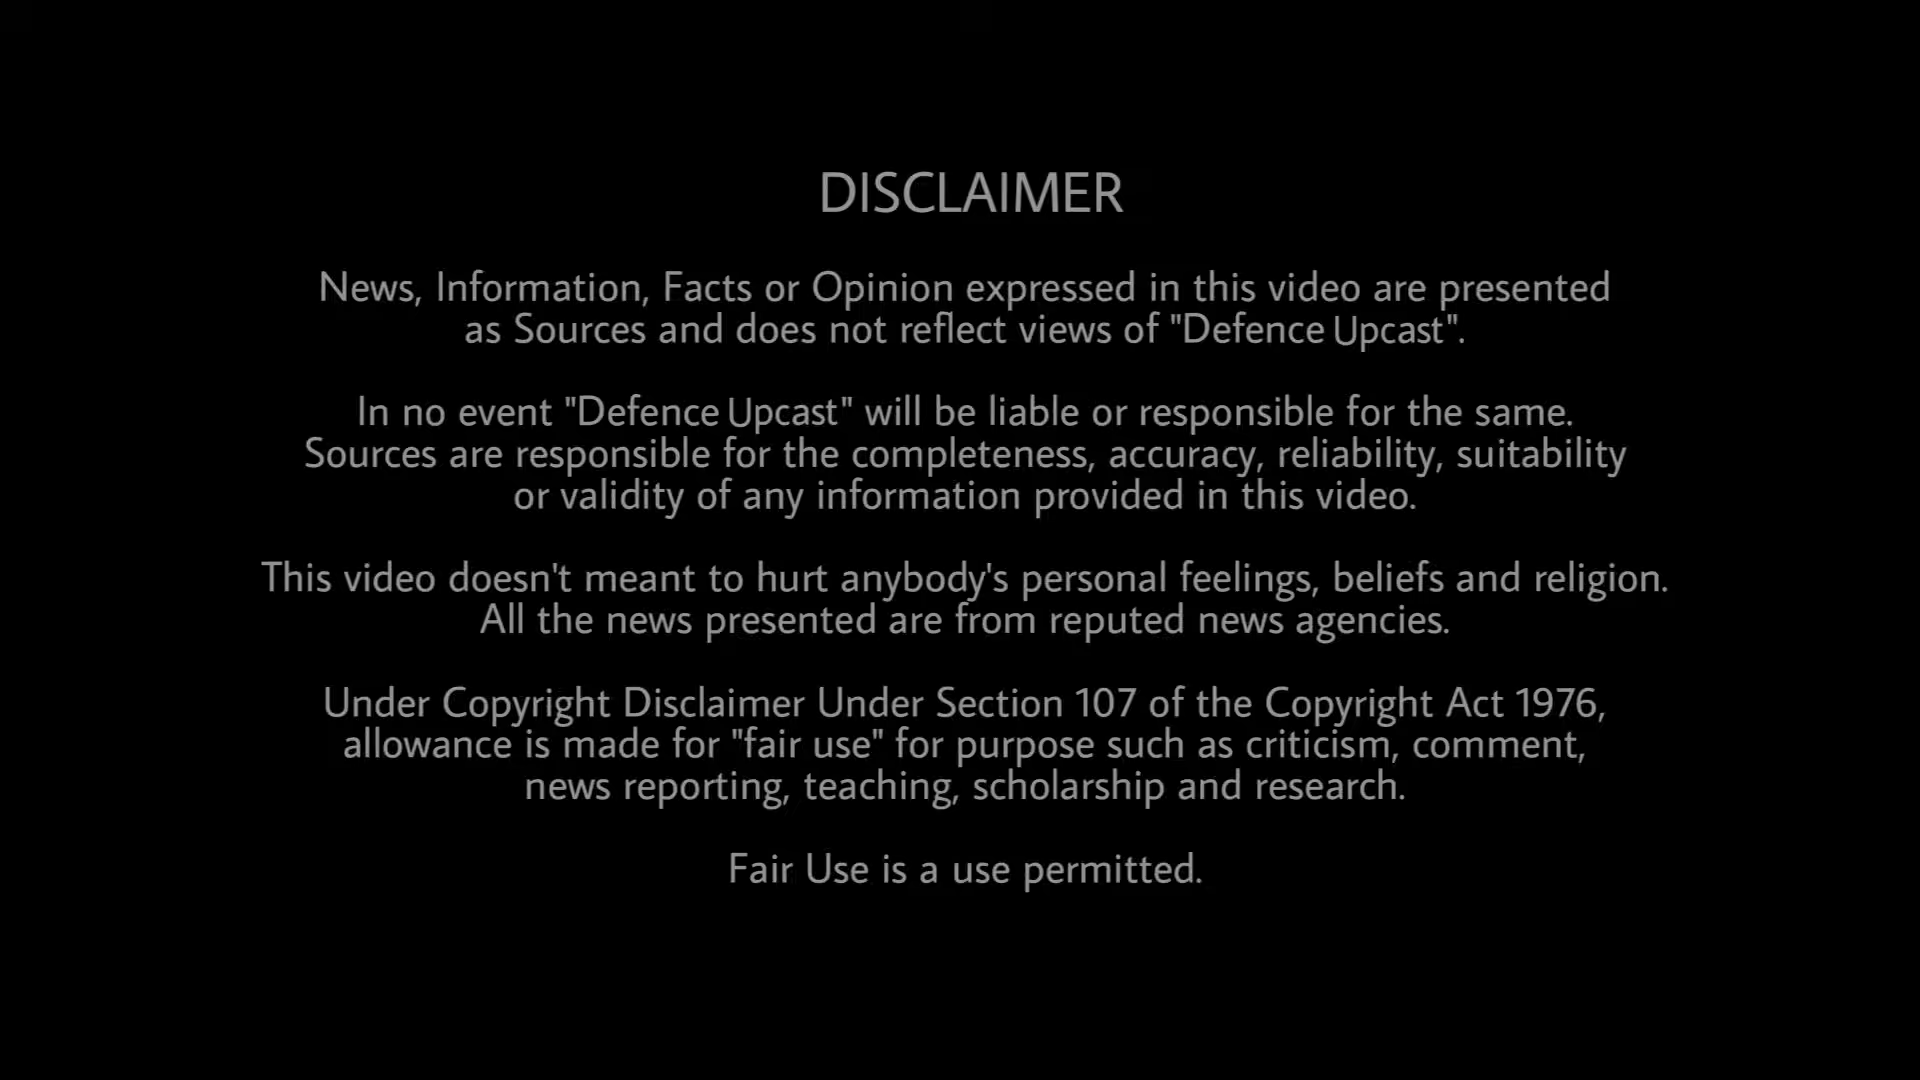 DISCLAIMER
News, Information, Facts or Opinion expressed in this video are presented
as Sources and does not reflect views of "Defence Upcast".
In no event "Defence Upcast" will be liable or responsible for the same.
Sources are responsible for the completeness, accuracy, reliability, suitability
or validity of any information provided in this video.
This video doesn't meant to hurt anybody's personal feelings, beliefs and religion.
All the news presented are from reputed news agencies.
Under Copyright Disclaimer Under Section 107 of the Copyright Act 1976,
allowance is made for "fair use" for purpose such as criticism, comment,
news reporting, teaching, scholarship and research.
Fair Use is a use permitted.